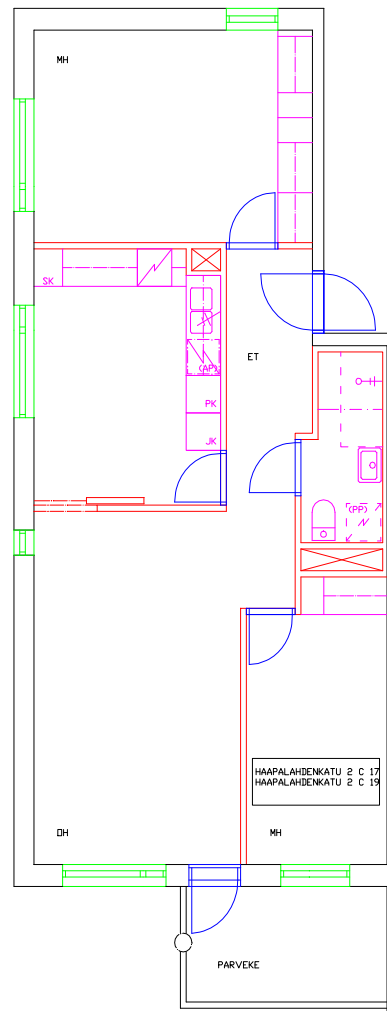 MH
SK
(AP)
ET
PK
JK
(PP)
HAAPALAHDENKATU 2 C 17
HAAPALAHDENKATU 2 C 19
OH
MH
PARVEKE